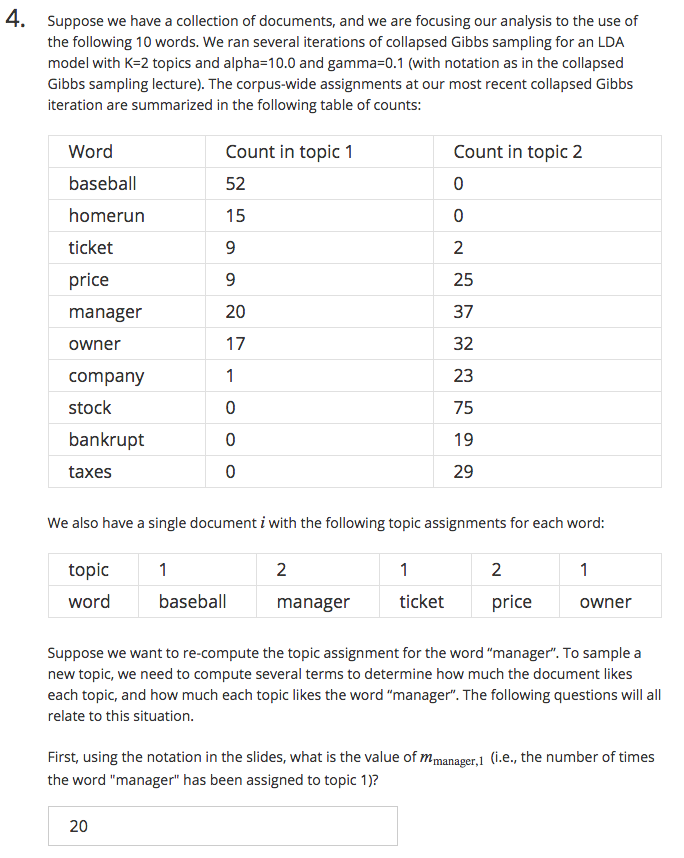 4. Suppose we have a collection of documents, and we are focusing our analysis to the use of
the following 10 words. We ran several iterations of collapsed Gibbs sampling for an LDA
model with K=2 topics and alpha=10.0 and gamma=0.1 (with notation as in the collapsed
Gibbs sampling lecture). The corpus-wide assignments at our most recent collapsed Gibbs
iteration are summarized in the following table of counts:
Word Count in topic 1 Count in topic 2
baseball 52 0
homerun 15 0
ticket 9 2
price 9 25
manager 20 37
owner 17 32
company 1 23
stock 0 75
bankrupt 0 19
taxes 0 29
We also have a single document i with the following topic assignments for each word:
topic 1 2 1 2 1
word baseball manager ticket price owner
Suppose we want to re-compute the topic assignment for the word "manager". To sample a
new topic, we need to compute several terms to determine how much the document likes
each topic, and how much each topic likes the word "manager". The following questions will all
relate to this situation.
First, using the notation in the slides, what is the value of m_manager,1 (i.e., the number of times
the word "manager" has been assigned to topic 1)?
20